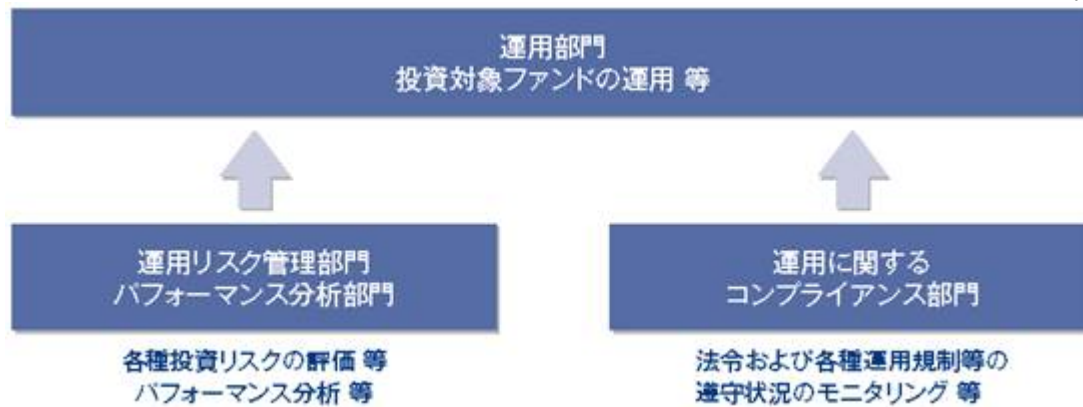 運用部門
投資対象ファンドの運用 等
運用リスク管理部門
パフォーマンス分析部門
運用に関する
コンプライアンス部門
各種投資リスクの評価 等
パフォーマンス分析 等
法令および各種運用規制等の
遵守状況のモニタリング 等